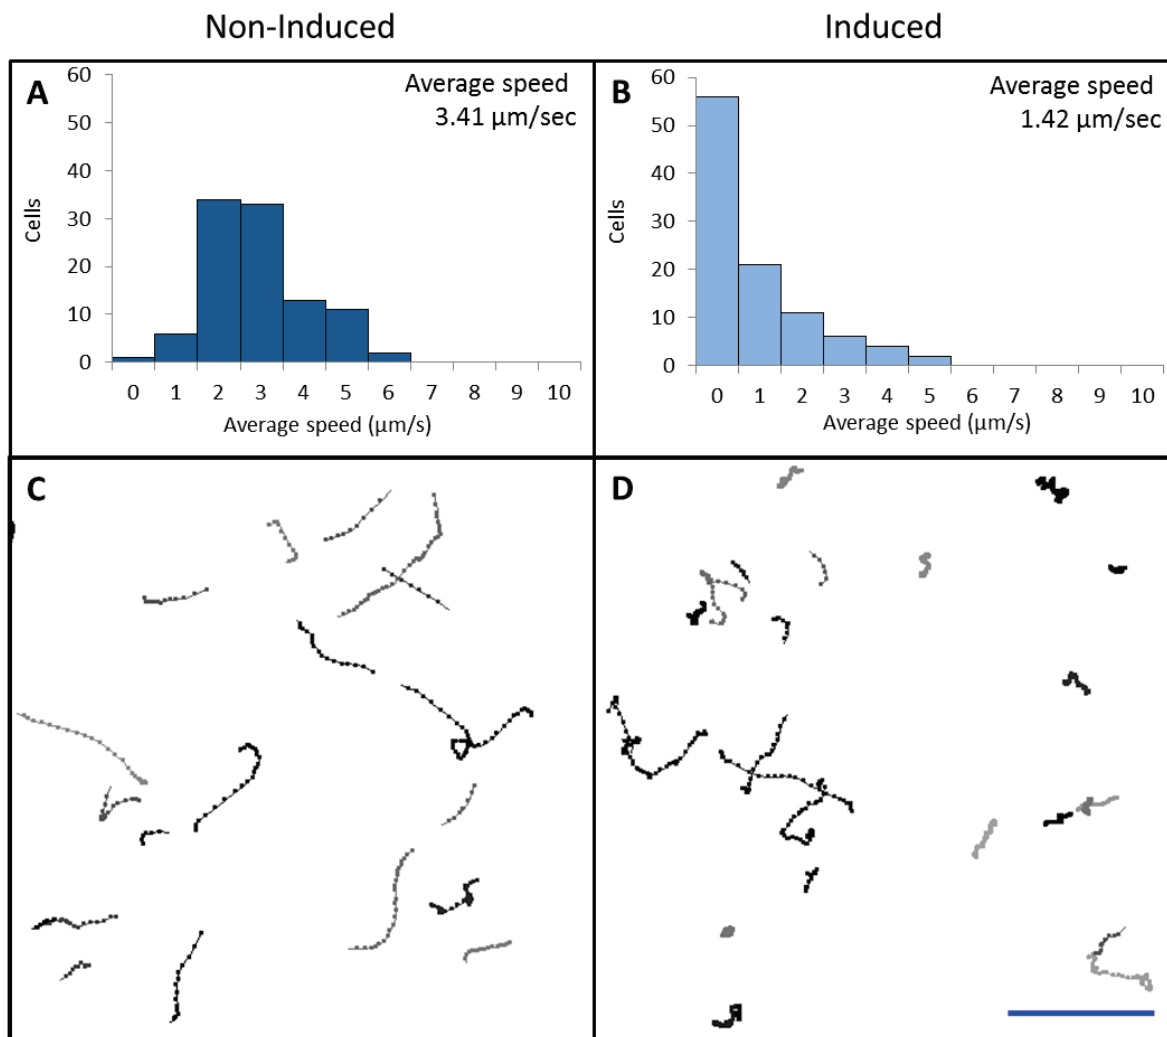 Non-Induced
Induced
A
Average speed
3.41 µm/sec
60
50
40
30
20
10
0
Cells
0 1 2 3 4 5 6 7 8 9 10
Average speed (µm/s)
B
Average speed
1.42 µm/sec
60
50
40
30
20
10
0
Cells
0 1 2 3 4 5 6 7 8 9 10
Average speed (µm/s)
C
D